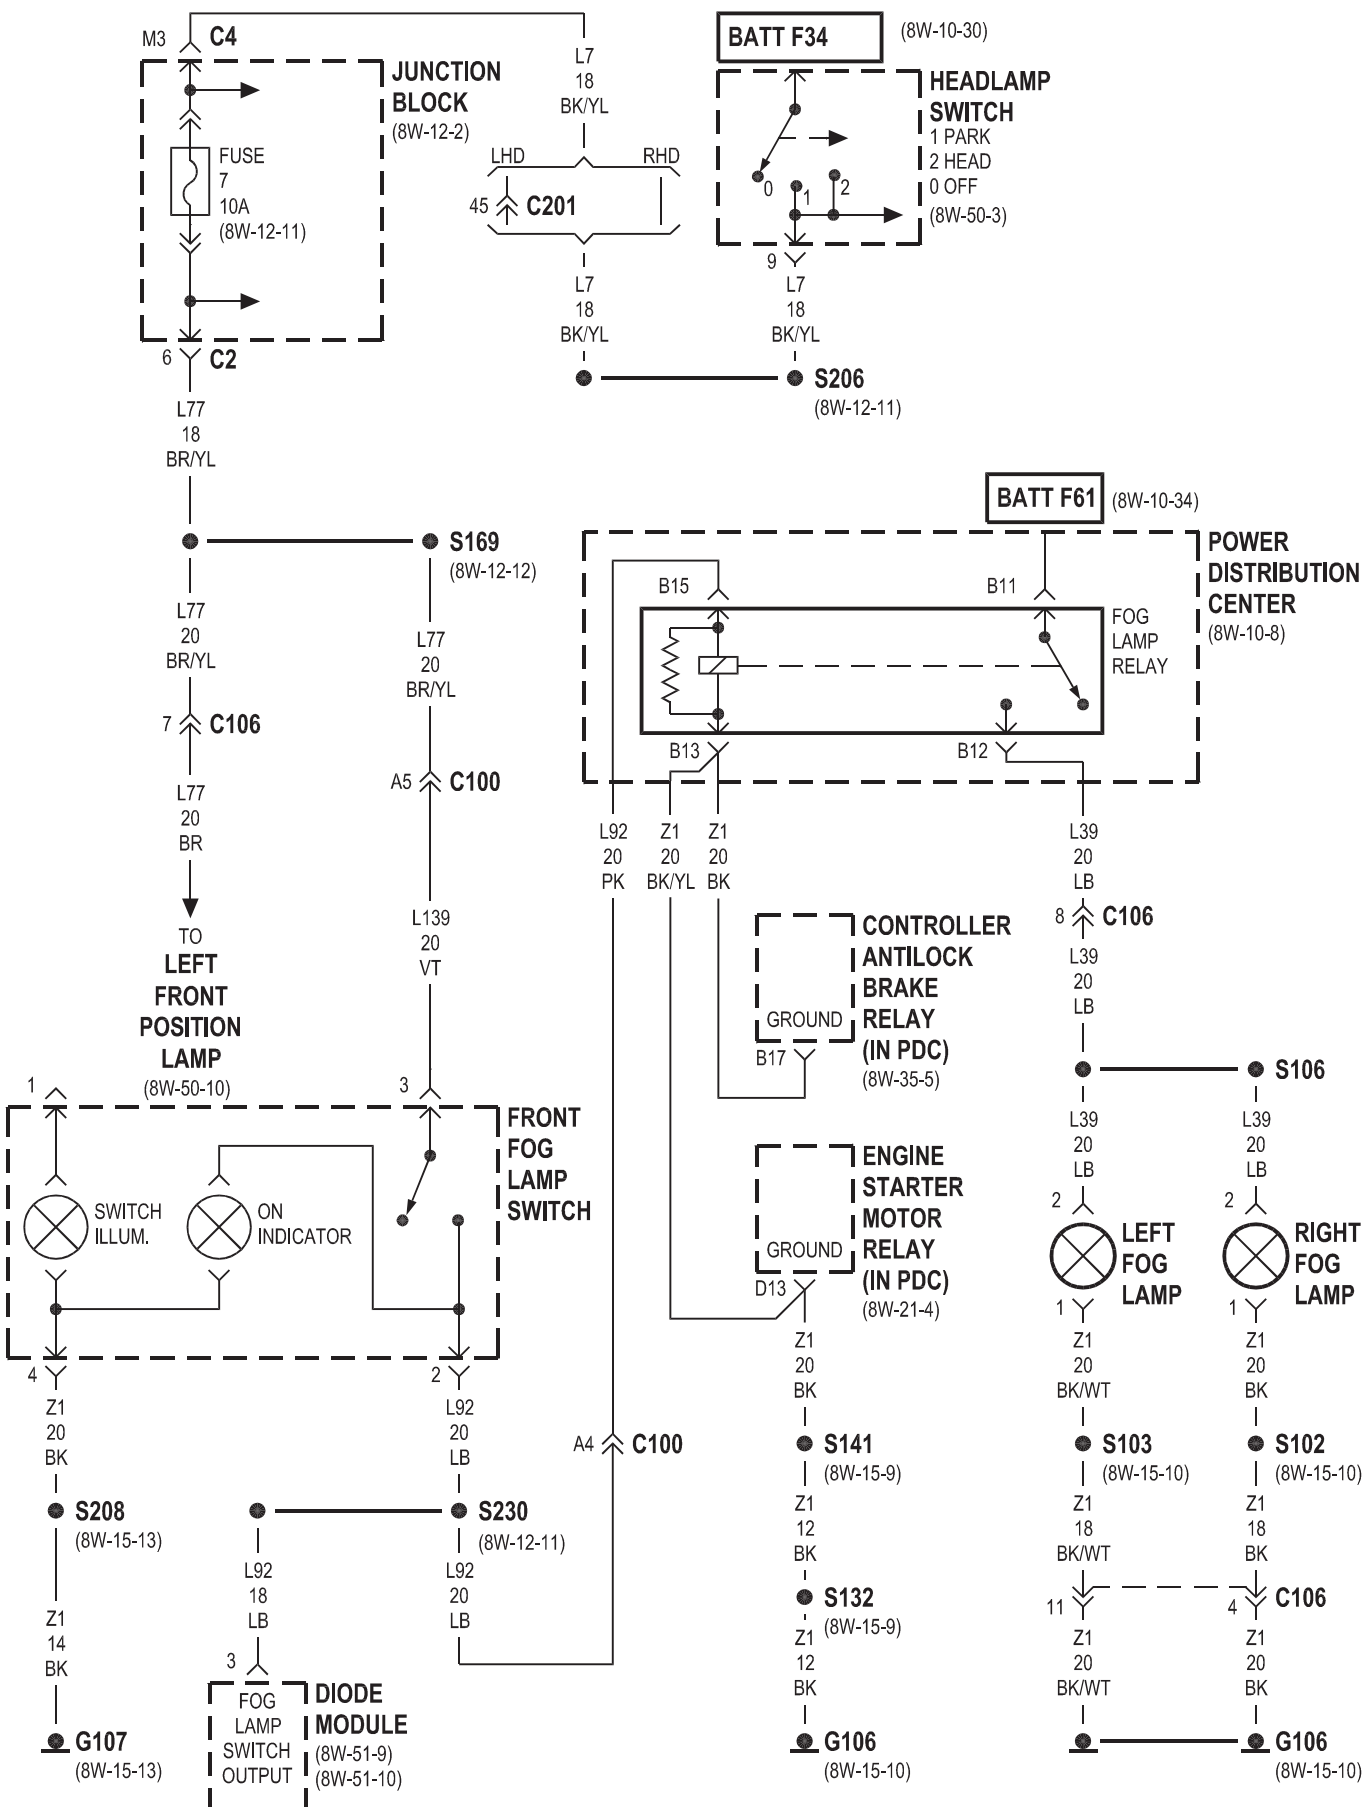 M3 C4
JUNCTION
BLOCK
(8W-12-2)
FUSE
7
10A
(8W-12-11)
6 C2
L7
18
BK/YL
LHD RHD
45 C201
L7
18
BK/YL
BATT F34 (8W-10-30)
HEADLAMP
SWITCH
1 PARK
2 HEAD
0 OFF
(8W-50-3)
0 1 2
9
L7
18
BK/YL
S206
(8W-12-11)
L77
18
BR/YL
S169
(8W-12-12)
L77
20
BR/YL
7 C106
L77
20
BR
TO
LEFT
FRONT
POSITION
LAMP
(8W-50-10)
L77
20
BR/YL
A5 C100
L139
20
VT
BATT F61 (8W-10-34)
POWER
DISTRIBUTION
CENTER
(8W-10-8)
B15 B11
FOG
LAMP
RELAY
B13 B12
L92
20
PK
Z1
20
BK/YL
Z1
20
BK
L39
20
LB
8 C106
L39
20
LB
CONTROLLER
ANTILOCK
BRAKE
RELAY
(IN PDC)
(8W-35-5)
GROUND
B17
S106
1 3
FRONT
FOG
LAMP
SWITCH
SWITCH
ILLUM.
ON
INDICATOR
4 2
ENGINE
STARTER
MOTOR
RELAY
(IN PDC)
(8W-21-4)
GROUND
D13
L39
20
LB
L39
20
LB
2
LEFT
FOG
LAMP
1
2
RIGHT
FOG
LAMP
1
Z1
20
BK
S208
(8W-15-13)
Z1
14
BK
G107
(8W-15-13)
L92
20
LB
S230
(8W-12-11)
L92
18
LB
L92
20
LB
3
FOG
LAMP
SWITCH
OUTPUT
DIODE
MODULE
(8W-51-9)
(8W-51-10)
A4 C100
Z1
20
BK
S141
(8W-15-9)
Z1
12
BK
S132
(8W-15-9)
Z1
12
BK
G106
(8W-15-10)
Z1
20
BK/WT
S103
(8W-15-10)
Z1
18
BK/WT
11
Z1
20
BK/WT
Z1
20
BK
S102
(8W-15-10)
Z1
18
BK
4 C106
Z1
20
BK
G106
(8W-15-10)